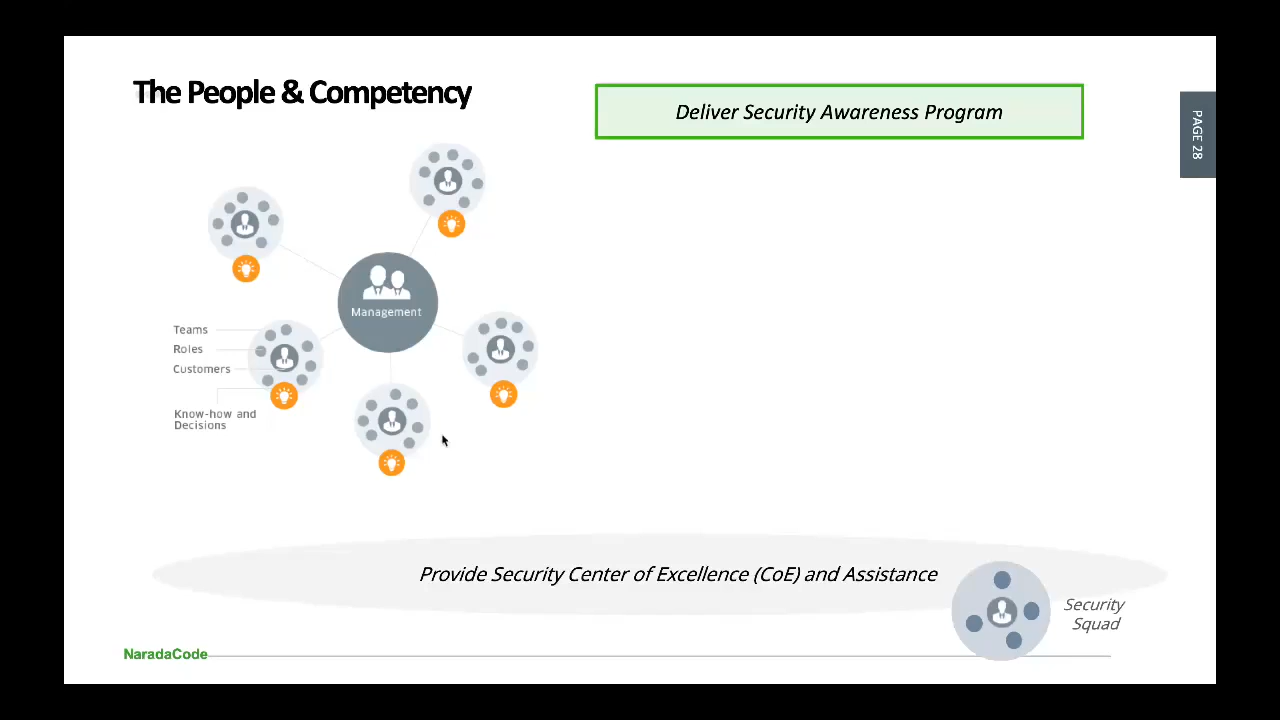 The People & Competency
Deliver Security Awareness Program
PAGE 28
Management
Teams
Roles
Customers
Know-how and
Decisions
Provide Security Center of Excellence (CoE) and Assistance
Security
Squad
NaradaCode